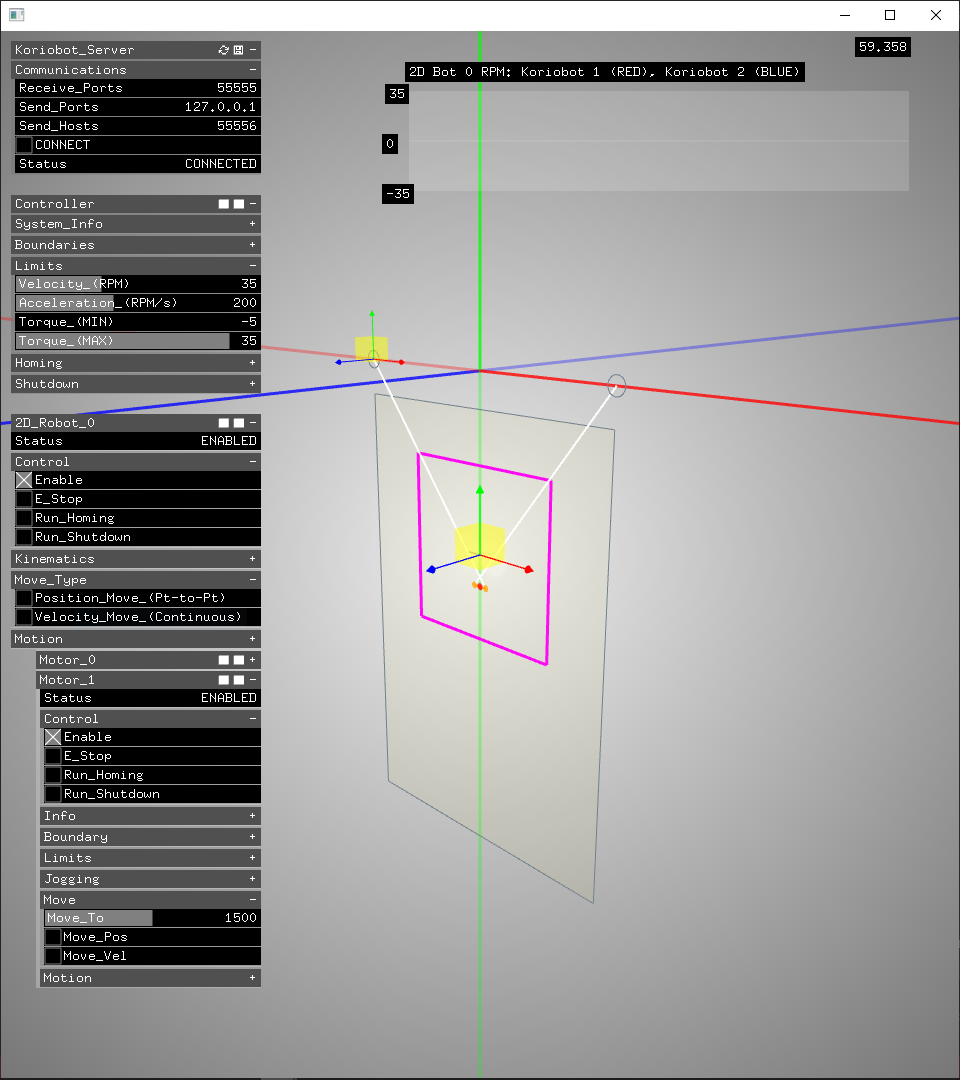 Koriobot_Server -
Communications -
Receive_Ports 55555
Send_Ports 127.0.0.1
Send_Hosts 55556
CONNECT
Status CONNECTED
Controller -
System_Info +
Boundaries +
Limits -
Velocity_(RPM) 35
Acceleration_(RPM/s) 200
Torque_(MIN) -5
Torque_(MAX) 35
Homing +
Shutdown +
2D_Robot_0 -
Status ENABLED
Control -
Enable
E_Stop
Run_Homing
Run_Shutdown
Kinematics +
Move_Type -
Position_Move_(Pt-to-Pt)
Velocity_Move_(Continuous)
Motion +
Motor_0 +
Motor_1 -
Status ENABLED
Control -
Enable
E_Stop
Run_Homing
Run_Shutdown
Info +
Boundary +
Limits +
Jogging +
Move -
Move_To 1500
Move_Pos
Move_Vel
Motion +
59.358
2D Bot 0 RPM: Koriobot 1 (RED), Koriobot 2 (BLUE)
35
0
-35